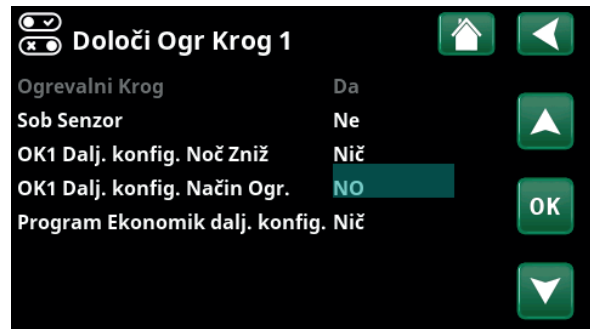 Določi Ogr Krog 1
Ogrevalni Krog Da
Sob Senzor Ne
OK1 Dalj. konfig. Noč Zniž Nič
OK1 Dalj. konfig. Način Ogr. NO
OK
Program Ekonomik dalj. konfig. Nič